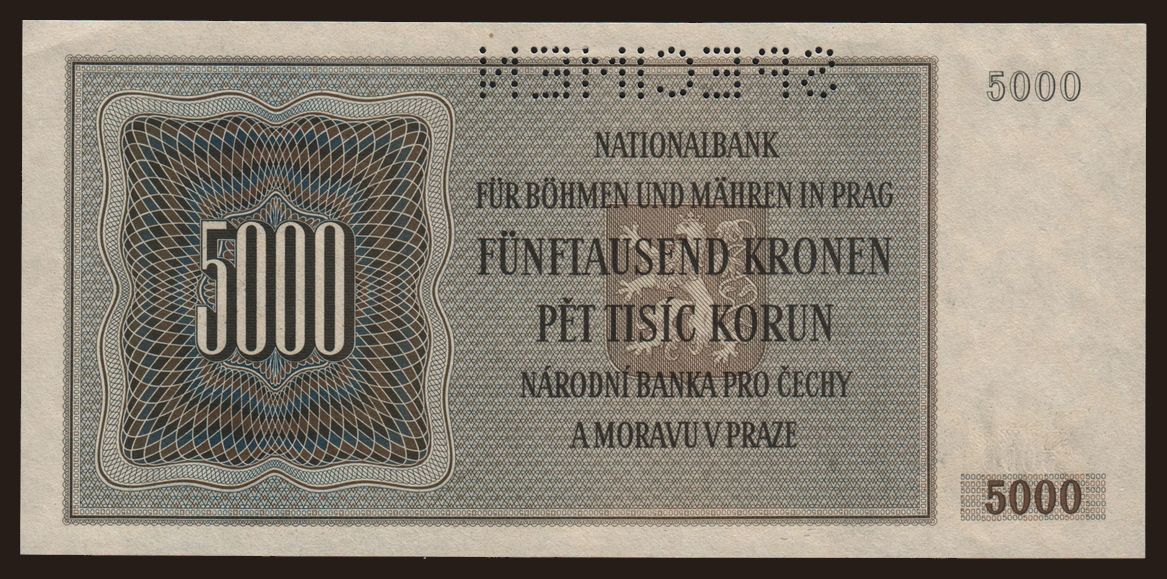 SPECIMEN
5000
NATIONALBANK
FÜR BÖHMEN UND MÄHREN IN PRAG
FÜNFTAUSEND KRONEN
PĚT TISÍC KORUN
NÁRODNÍ BANKA PRO ČECHY
A MORAVU V PRAZE
5000
5000